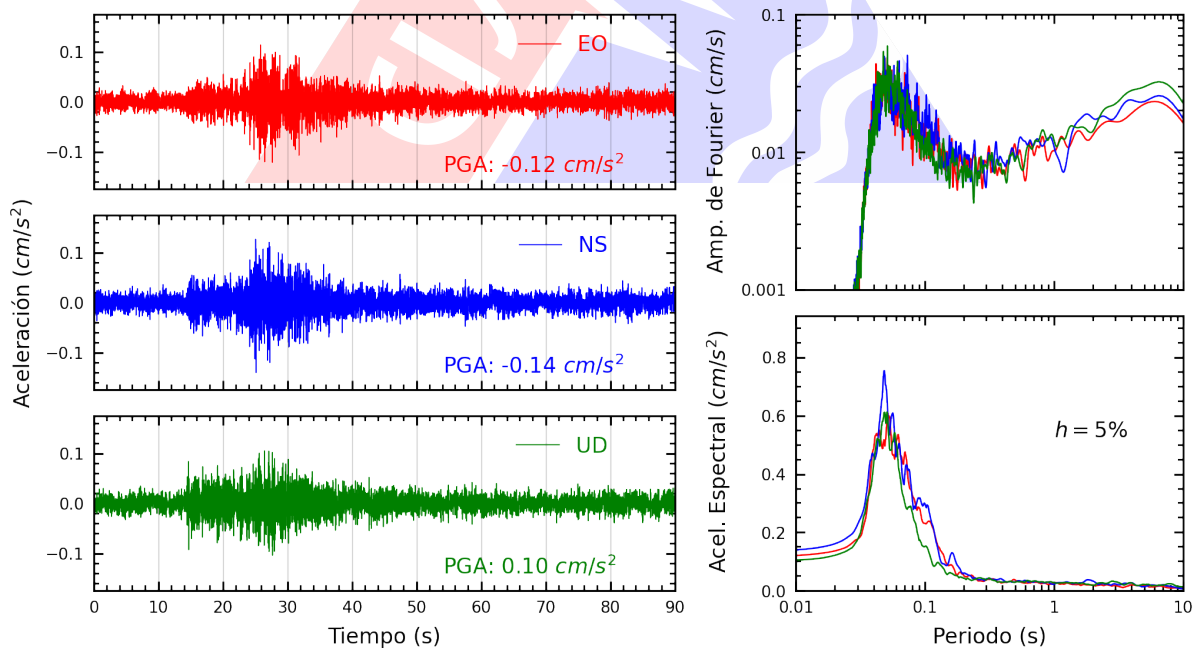 Aceleración (cm/s²)
0.1
0.0
−0.1
EO
PGA: -0.12 cm/s²
0.1
0.0
−0.1
NS
PGA: -0.14 cm/s²
0.1
0.0
−0.1
UD
PGA: 0.10 cm/s²
0 10 20 30 40 50 60 70 80 90
Tiempo (s)
Amp. de Fourier (cm/s)
0.1
0.01
0.001
Acel. Espectral (cm/s²)
0.8
0.6
0.4
0.2
0.0
h = 5%
0.01 0.1 1 10
Periodo (s)